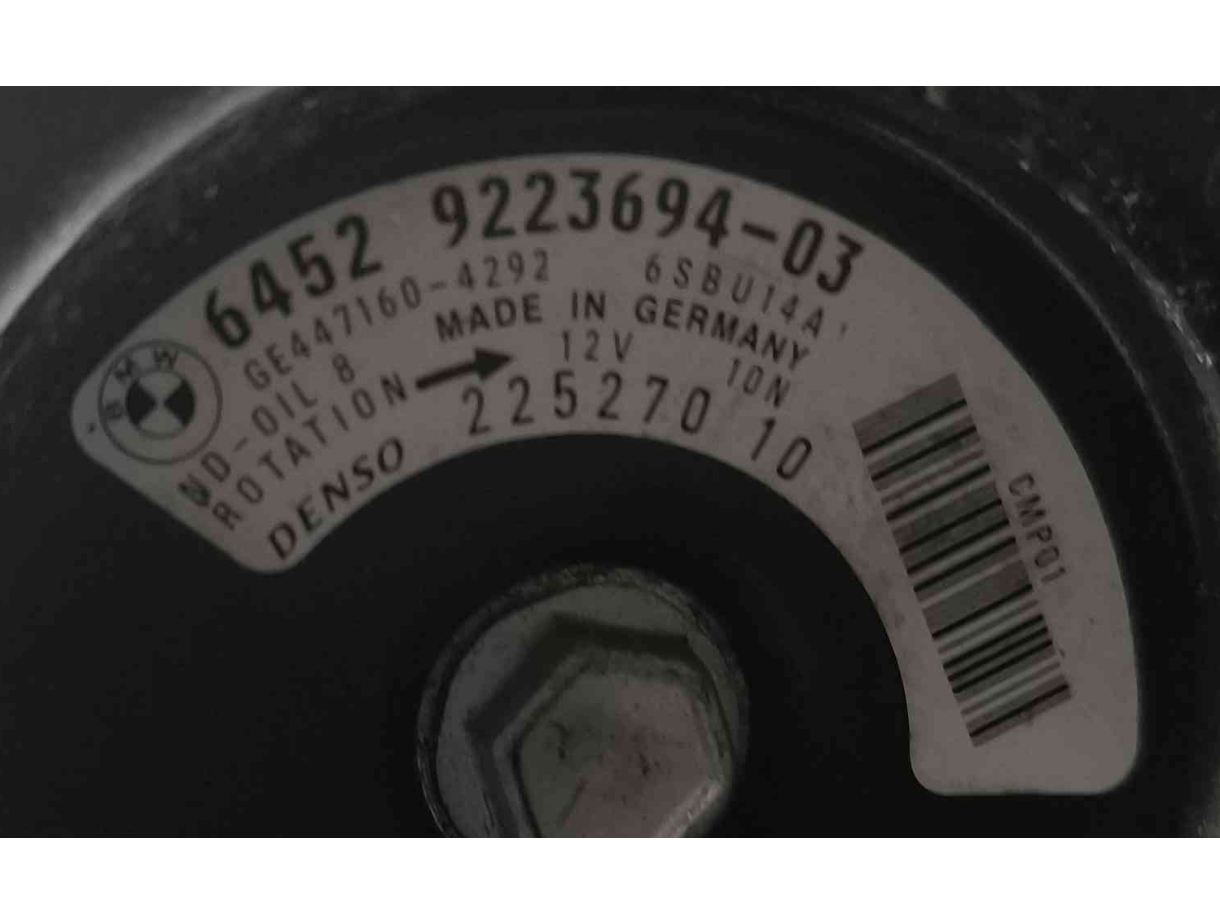 BMW
6452 9223694-03
GE447160-4292 6SBU14A
MADE IN GERMANY
ND-OIL 8 12V 10N
ROTATION
DENSO 225270 10
CMP01